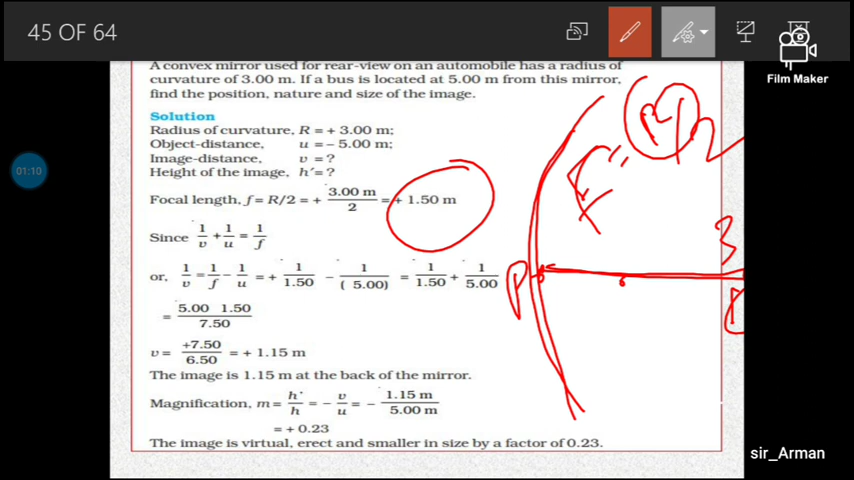 45 OF 64
Film Maker
A convex mirror used for rear-view on an automobile has a radius of
curvature of 3.00 m. If a bus is located at 5.00 m from this mirror,
find the position, nature and size of the image.
Solution
Radius of curvature, R = + 3.00 m;
Object-distance, u = – 5.00 m;
Image-distance, v = ?
Height of the image, h′ = ?
Focal length, f = R/2 = + 3.00 m / 2 = + 1.50 m
Since 1/v + 1/u = 1/f
or, 1/v = 1/f – 1/u = + 1/1.50 – 1/( 5.00) = 1/1.50 + 1/5.00
= 5.00 1.50 / 7.50
v = +7.50 / 6.50 = + 1.15 m
The image is 1.15 m at the back of the mirror.
Magnification, m = h′/h = – v/u = – 1.15 m / 5.00 m
= + 0.23
The image is virtual, erect and smaller in size by a factor of 0.23.
01:10
P
3
sir_Arman